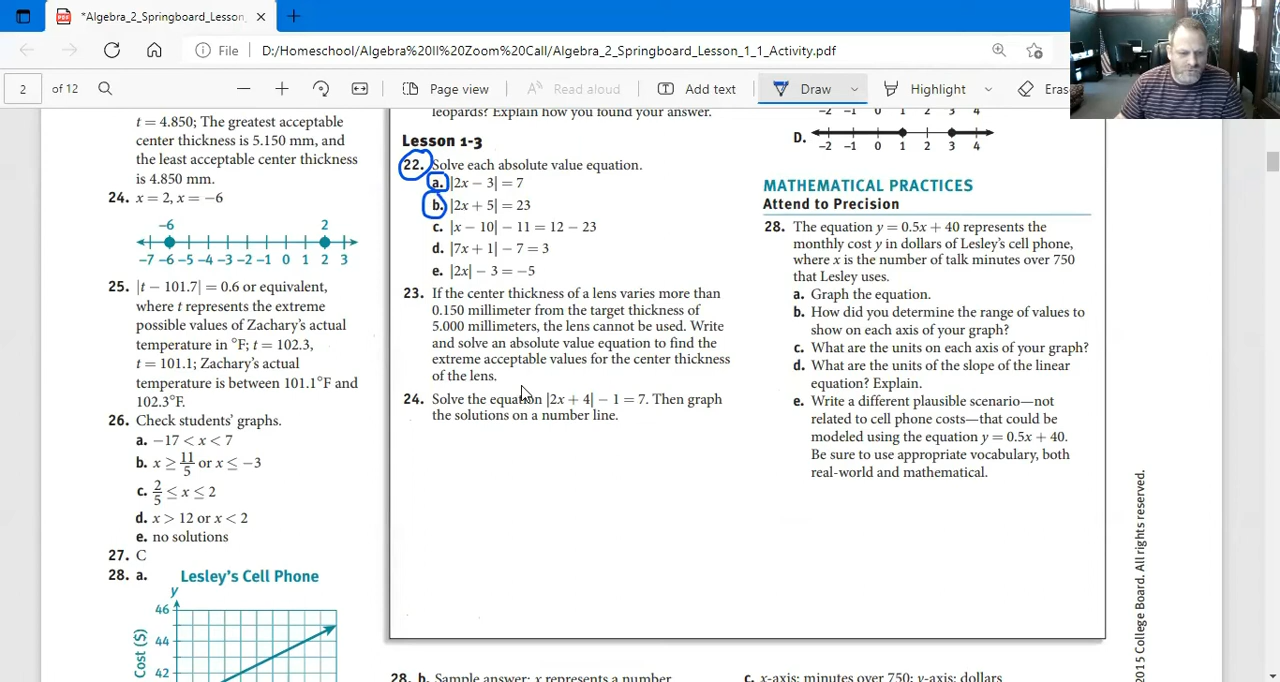 *Algebra_2_Springboard_Lesson_
File
D:/Homeschool/Algebra%20II%20Zoom%20Call/Algebra_2_Springboard_Lesson_1_1_Activity.pdf
2 of 12
Page view
Read aloud
Add text
Draw
Highlight
Eras
t = 4.850; The greatest acceptable
center thickness is 5.150 mm, and
the least acceptable center thickness
is 4.850 mm.
24. x = 2, x = −6
−6 2
−7 −6 −5 −4 −3 −2 −1 0 1 2 3
25. |t − 101.7| = 0.6 or equivalent,
where t represents the extreme
possible values of Zachary's actual
temperature in °F; t = 102.3,
t = 101.1; Zachary's actual
temperature is between 101.1°F and
102.3°F.
26. Check students' graphs.
a. −17 < x < 7
b. x ≥ 11/5 or x ≤ −3
c. 2/5 ≤ x ≤ 2
d. x > 12 or x < 2
e. no solutions
27. C
28. a. Lesley's Cell Phone
y
46
44
42
Cost ($)
leopards? Explain how you found your answer.
Lesson 1-3
22. Solve each absolute value equation.
a. |2x − 3| = 7
b. |2x + 5| = 23
c. |x − 10| − 11 = 12 − 23
d. |7x + 1| − 7 = 3
e. |2x| − 3 = −5
23. If the center thickness of a lens varies more than
0.150 millimeter from the target thickness of
5.000 millimeters, the lens cannot be used. Write
and solve an absolute value equation to find the
extreme acceptable values for the center thickness
of the lens.
24. Solve the equation |2x + 4| − 1 = 7. Then graph
the solutions on a number line.
−2 −1 0 1 2 3 4
D.
−2 −1 0 1 2 3 4
MATHEMATICAL PRACTICES
Attend to Precision
28. The equation y = 0.5x + 40 represents the
monthly cost y in dollars of Lesley's cell phone,
where x is the number of talk minutes over 750
that Lesley uses.
a. Graph the equation.
b. How did you determine the range of values to
show on each axis of your graph?
c. What are the units on each axis of your graph?
d. What are the units of the slope of the linear
equation? Explain.
e. Write a different plausible scenario—not
related to cell phone costs—that could be
modeled using the equation y = 0.5x + 40.
Be sure to use appropriate vocabulary, both
real-world and mathematical.
2015 College Board. All rights reserved.
28. b. Sample answer: x represents a number
c. x-axis: minutes over 750; y-axis: dollars